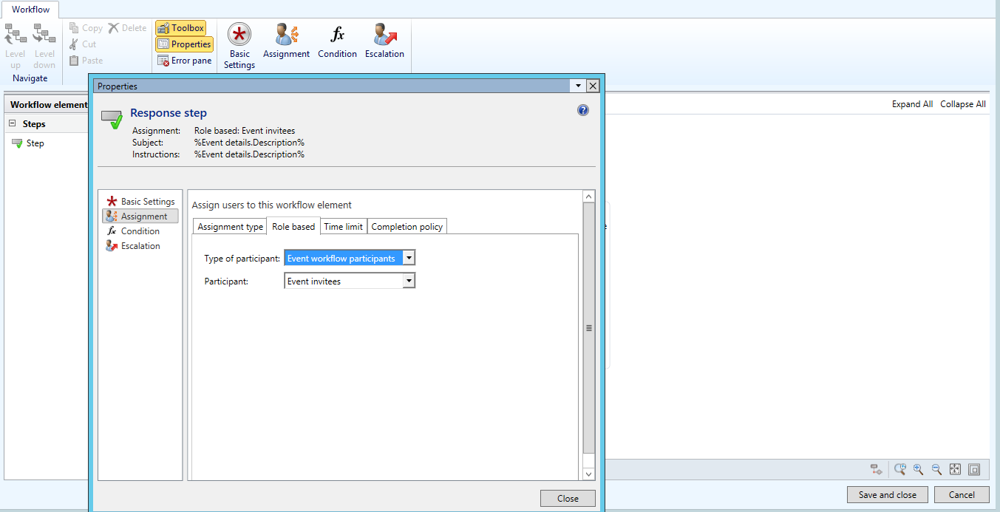 Workflow
Level up
Level down
Navigate
Copy
Delete
Cut
Paste
Toolbox
Properties
Error pane
Basic Settings
Assignment
Condition
Escalation
Properties
Workflow element
Expand All Collapse All
Steps
Step
Response step
Assignment: Role based: Event invitees
Subject: %Event details.Description%
Instructions: %Event details.Description%
Basic Settings
Assignment
Condition
Escalation
Assign users to this workflow element
Assignment type Role based Time limit Completion policy
Type of participant: Event workflow participants
Participant: Event invitees
Close
Save and close Cancel